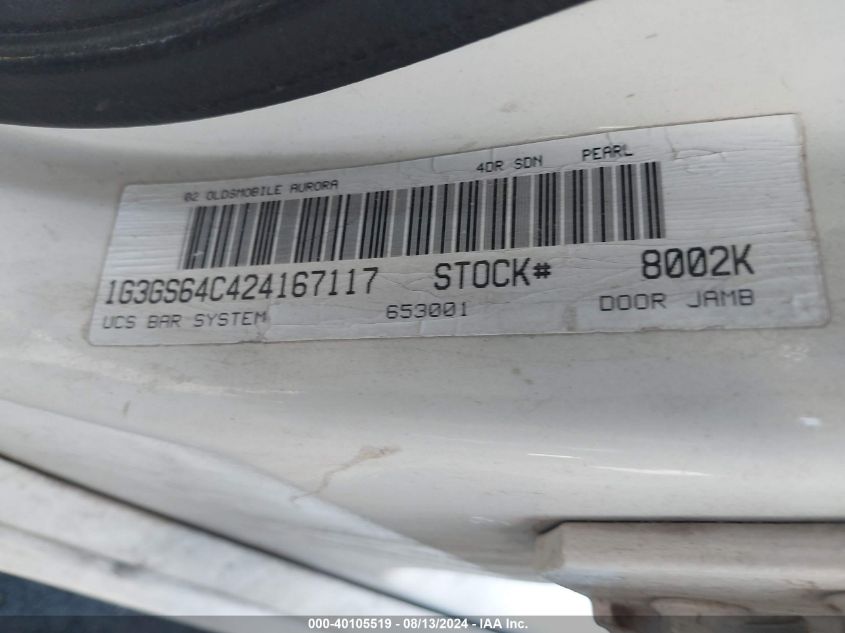 02 OLDSMOBILE AURORA 4DR SDN PEARL
1G3GS64C424167117 STOCK# 8002K
UCS BAR SYSTEM 653001 DOOR JAMB
000-40105519 - 08/13/2024 - IAA Inc.